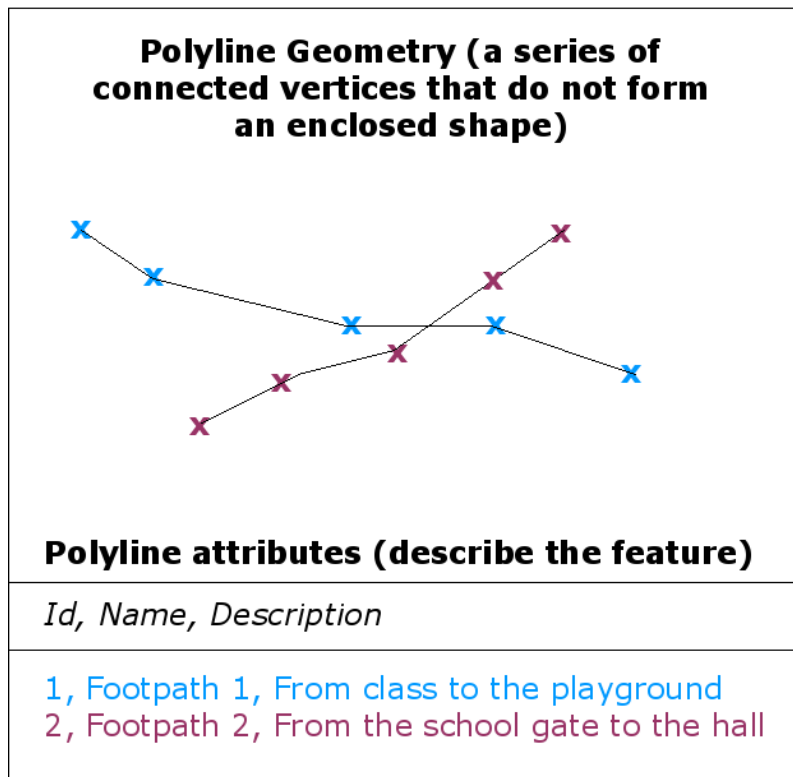 Polyline Geometry (a series of
connected vertices that do not form
an enclosed shape)
Polyline attributes (describe the feature)
Id, Name, Description
1, Footpath 1, From class to the playground
2, Footpath 2, From the school gate to the hall